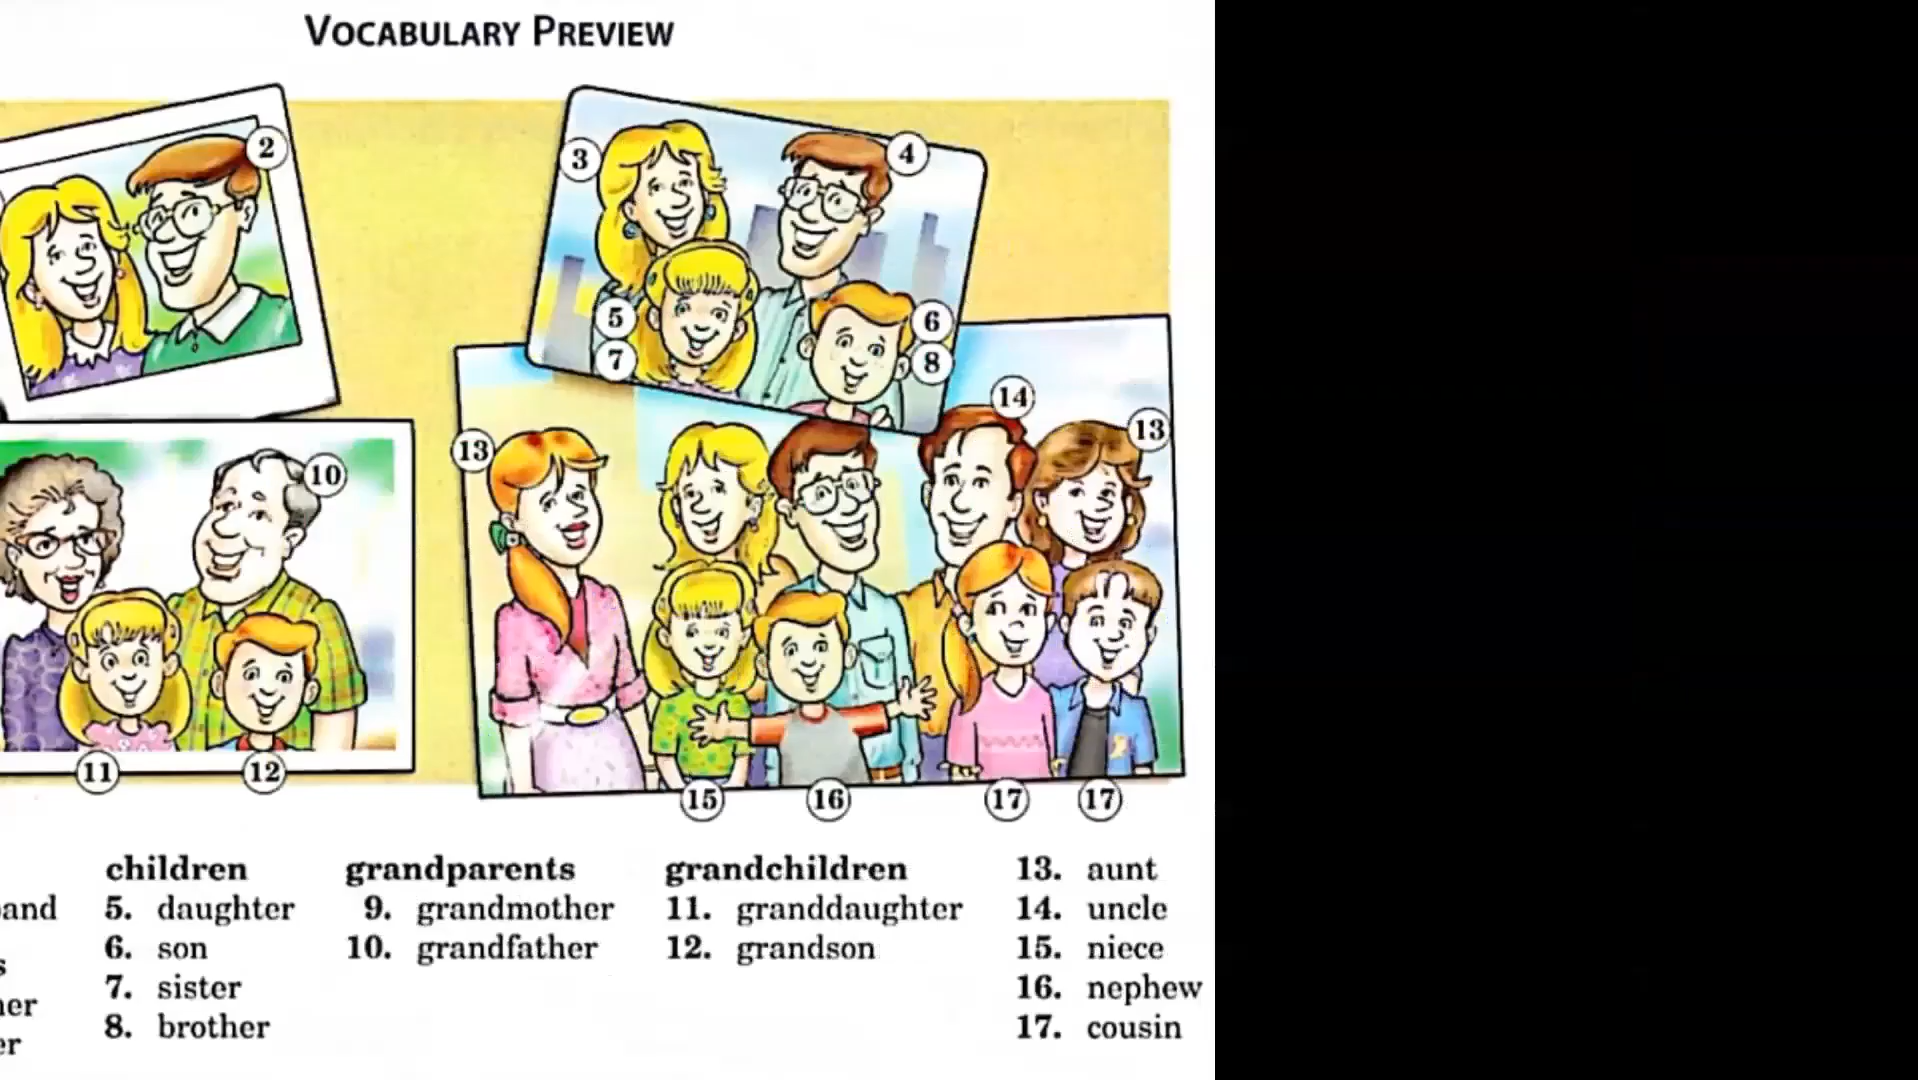 VOCABULARY PREVIEW
2
3
4
5
6
7
8
14
13
13
10
11
12
15
16
17
17
children
5. daughter
6. son
7. sister
8. brother
grandparents
9. grandmother
10. grandfather
grandchildren
11. granddaughter
12. grandson
13. aunt
14. uncle
15. niece
16. nephew
17. cousin